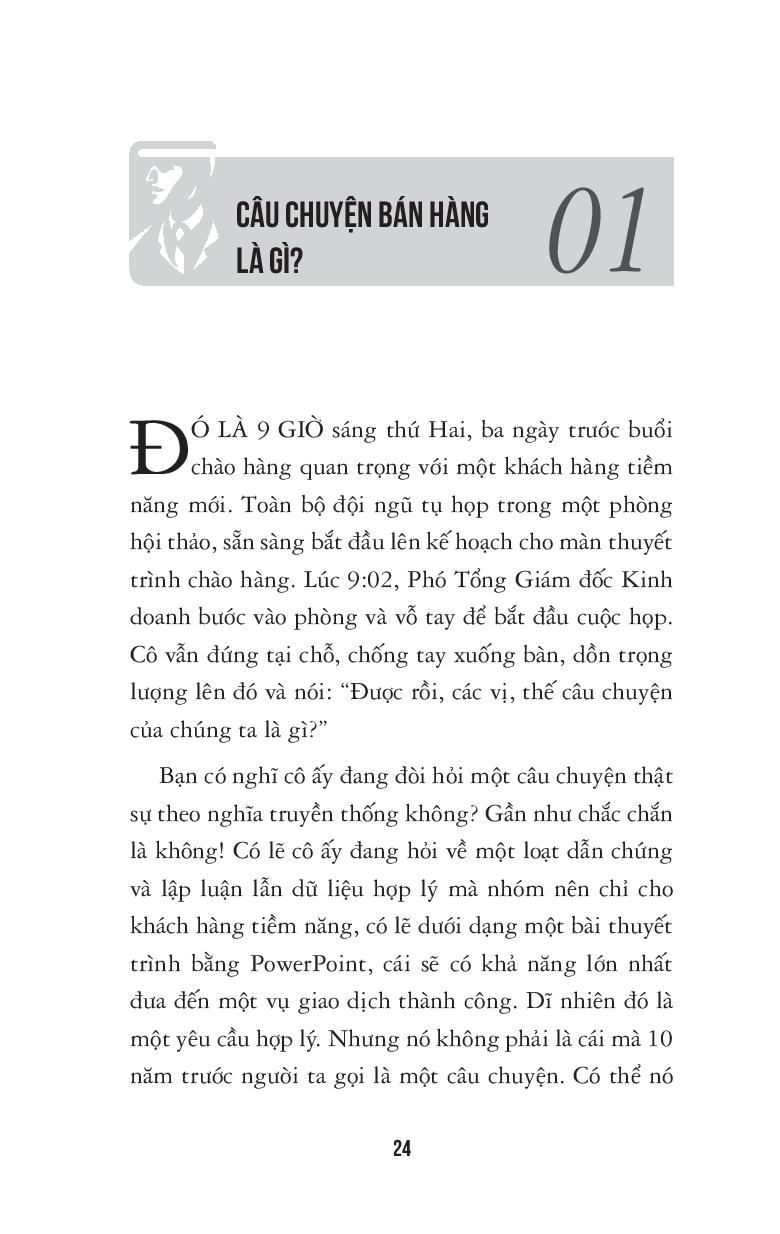 CÂU CHUYỆN BÁN HÀNG
LÀ GÌ?
01
ĐÓ LÀ 9 GIỜ sáng thứ Hai, ba ngày trước buổi
chào hàng quan trọng với một khách hàng tiềm
năng mới. Toàn bộ đội ngũ tụ họp trong một phòng
hội thảo, sẵn sàng bắt đầu lên kế hoạch cho màn thuyết
trình chào hàng. Lúc 9:02, Phó Tổng Giám đốc Kinh
doanh bước vào phòng và vỗ tay để bắt đầu cuộc họp.
Cô vẫn đứng tại chỗ, chống tay xuống bàn, dồn trọng
lượng lên đó và nói: “Được rồi, các vị, thế câu chuyện
của chúng ta là gì?”
Bạn có nghĩ cô ấy đang đòi hỏi một câu chuyện thật
sự theo nghĩa truyền thống không? Gần như chắc chắn
là không! Có lẽ cô ấy đang hỏi về một loạt dẫn chứng
và lập luận lẫn dữ liệu hợp lý mà nhóm nên chỉ cho
khách hàng tiềm năng, có lẽ dưới dạng một bài thuyết
trình bằng PowerPoint, cái sẽ có khả năng lớn nhất
đưa đến một vụ giao dịch thành công. Dĩ nhiên đó là
một yêu cầu hợp lý. Nhưng nó không phải là cái mà 10
năm trước người ta gọi là một câu chuyện. Có thể nó
24